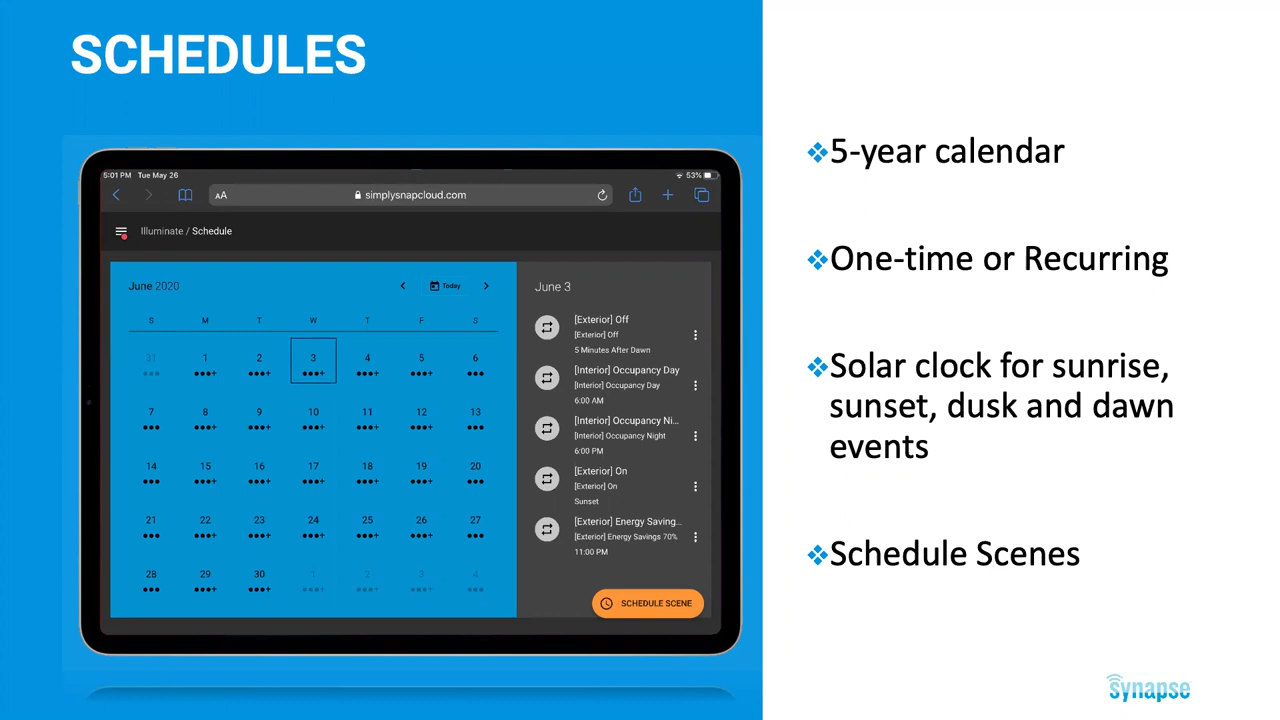 SCHEDULES
5:01 PM Tue May 26
53%
AA
simplysnapcloud.com
Illuminate / Schedule
June 2020
Today
S M T W T F S
31 1 2 3 4 5 6
7 8 9 10 11 12 13
14 15 16 17 18 19 20
21 22 23 24 25 26 27
28 29 30 1 2 3 4
June 3
[Exterior] Off
[Exterior] Off
5 Minutes After Dawn
[Interior] Occupancy Day
[Interior] Occupancy Day
6:00 AM
[Interior] Occupancy Ni...
[Interior] Occupancy Night
6:00 PM
[Exterior] On
[Exterior] On
Sunset
[Exterior] Energy Saving...
[Exterior] Energy Savings 70%
11:00 PM
SCHEDULE SCENE
❖5-year calendar
❖One-time or Recurring
❖Solar clock for sunrise,
sunset, dusk and dawn
events
❖Schedule Scenes
synapse